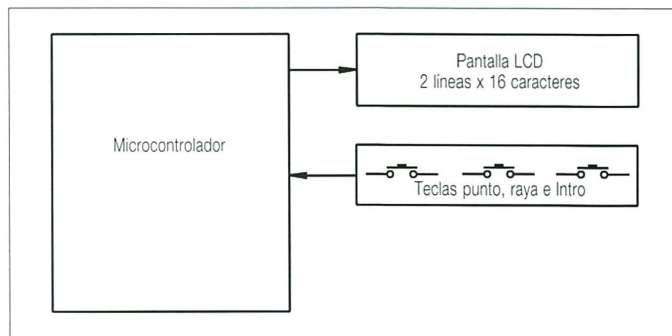 Pantalla LCD
2 líneas x 16 caracteres
Microcontrolador
Teclas punto, raya e Intro